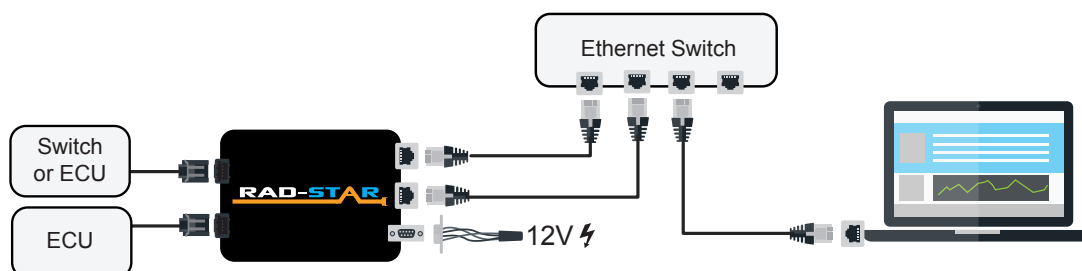 Ethernet Switch
Switch
or ECU
RAD-STAR
ECU
12V